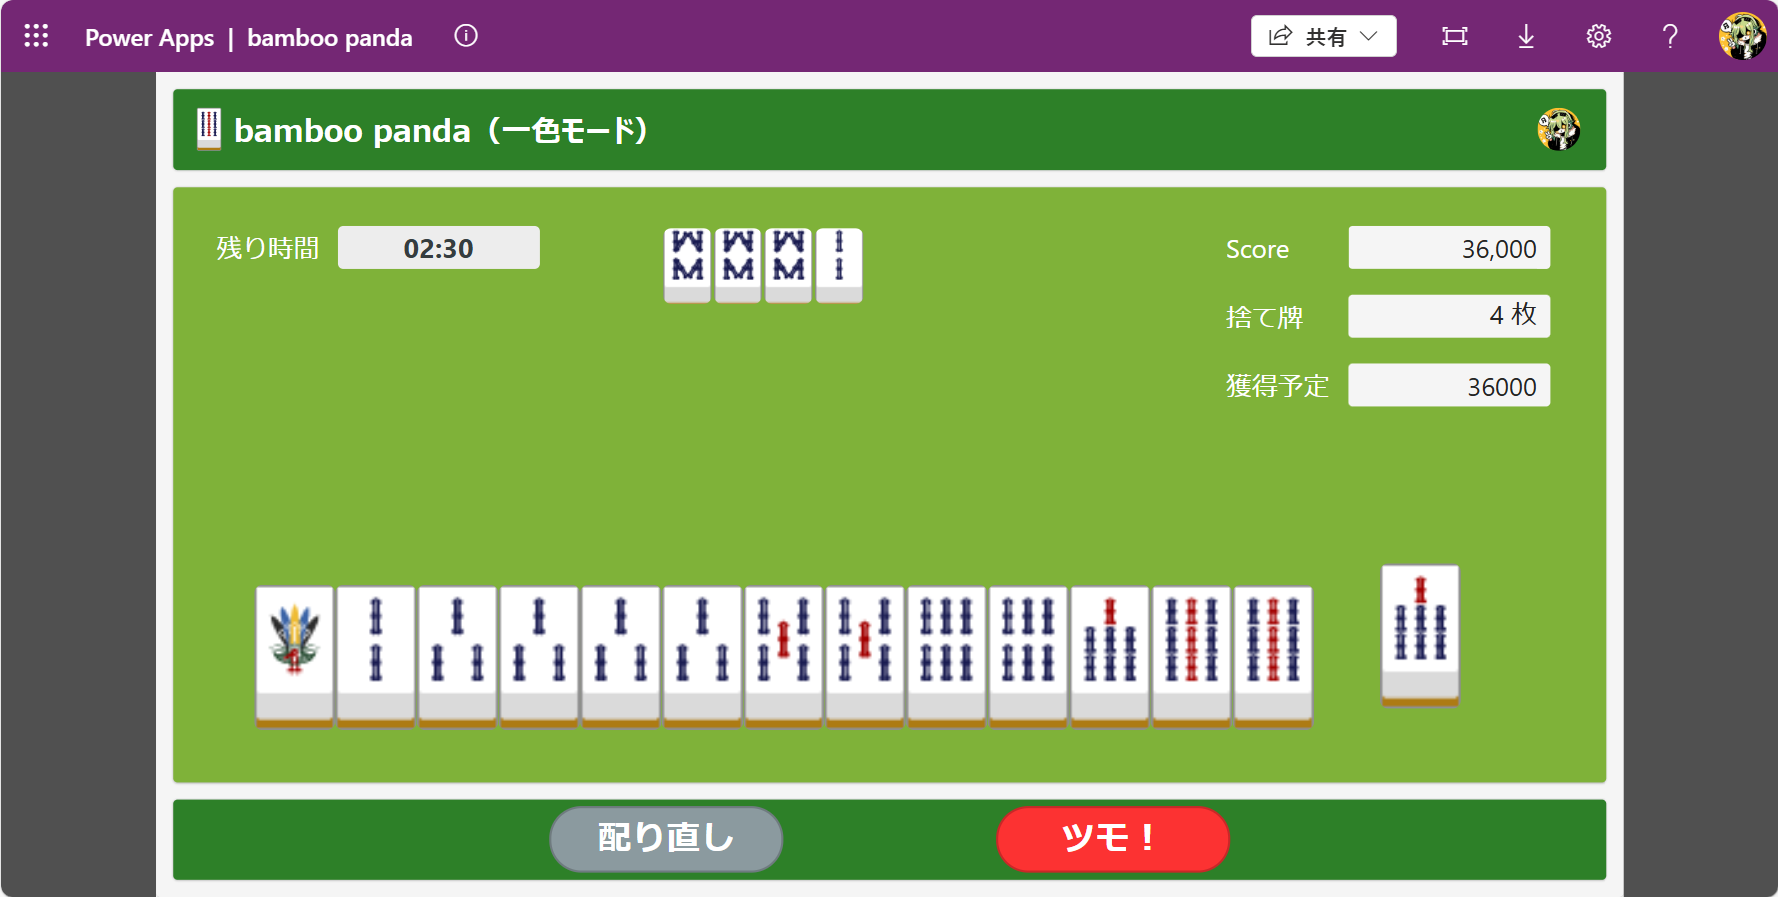 Power Apps | bamboo panda
共有
bamboo panda（一色モード）
残り時間 02:30
Score 36,000
捨て牌 4 枚
獲得予定 36000
配り直し
ツモ！